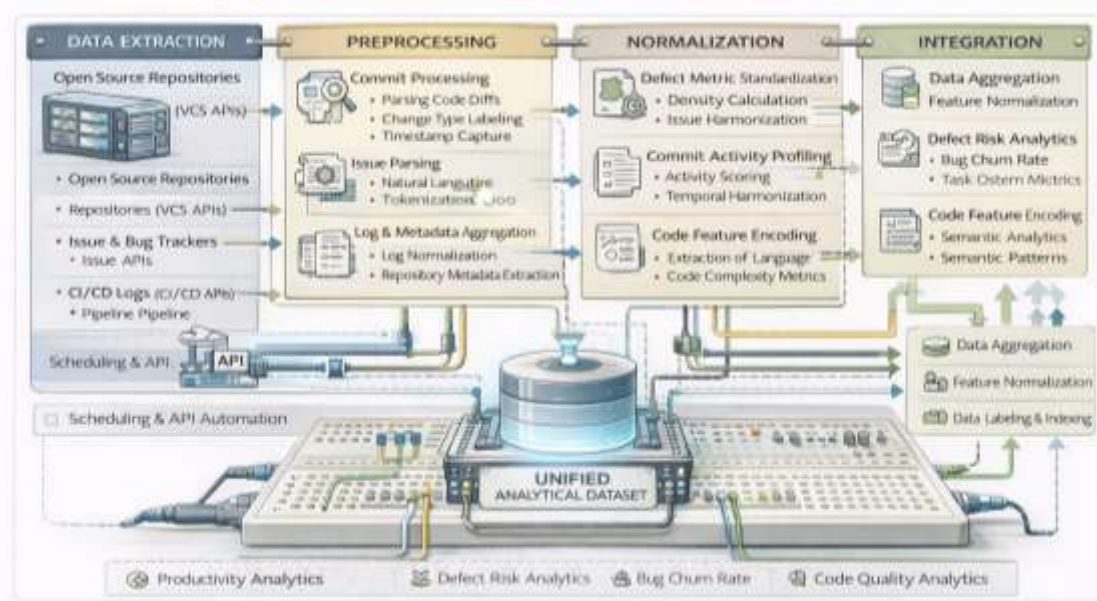 DATA EXTRACTION
Open Source Repositories
(VCS APIs)
• Open Source Repositories
• Repositories (VCS APIs)
• Issue & Bug Trackers
• Issue APIs
• CI/CD Logs (CI/CD APIs)
• Pipeline Pipeline
Scheduling & API
API
Scheduling & API Automation
PREPROCESSING
Commit Processing
• Parsing Code Diffs
• Change Type Labeling
• Timestamp Capture
Issue Parsing
• Natural
• Tokenization
Log & Metadata Aggregation
• Log Normalization
• Repository Metadata Extraction
NORMALIZATION
Defect Metric Standardization
• Density Calculation
• Issue Harmonization
Commit Activity Profiling
• Activity Scoring
• Temporal Harmonization
Code Feature Encoding
• Extraction of Language
• Code Complexity Metrics
INTEGRATION
Data Aggregation
Feature Normalization
Defect Risk Analytics
• Bug Churn Rate
• Task
Code Feature Encoding
• Semantic Analytics
• Semantic Patterns
Data Aggregation
Feature Normalization
Data Labeling & Indexing
UNIFIED
ANALYTICAL DATASET
Productivity Analytics
Defect Risk Analytics
Bug Churn Rate
Code Quality Analytics